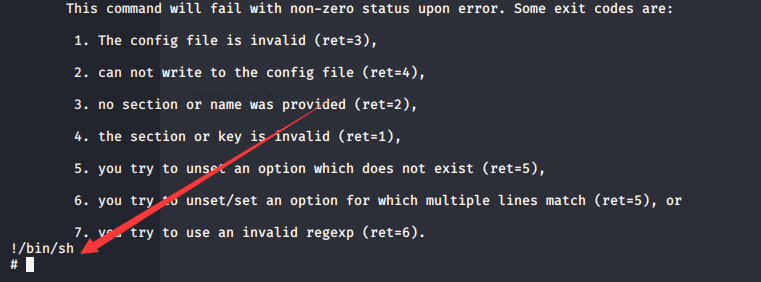 This command will fail with non-zero status upon error. Some exit codes are:
1. The config file is invalid (ret=3),
2. can not write to the config file (ret=4),
3. no section or name was provided (ret=2),
4. the section or key is invalid (ret=1),
5. you try to unset an option which does not exist (ret=5),
6. you try to unset/set an option for which multiple lines match (ret=5), or
7. you try to use an invalid regexp (ret=6).
!/bin/sh
#